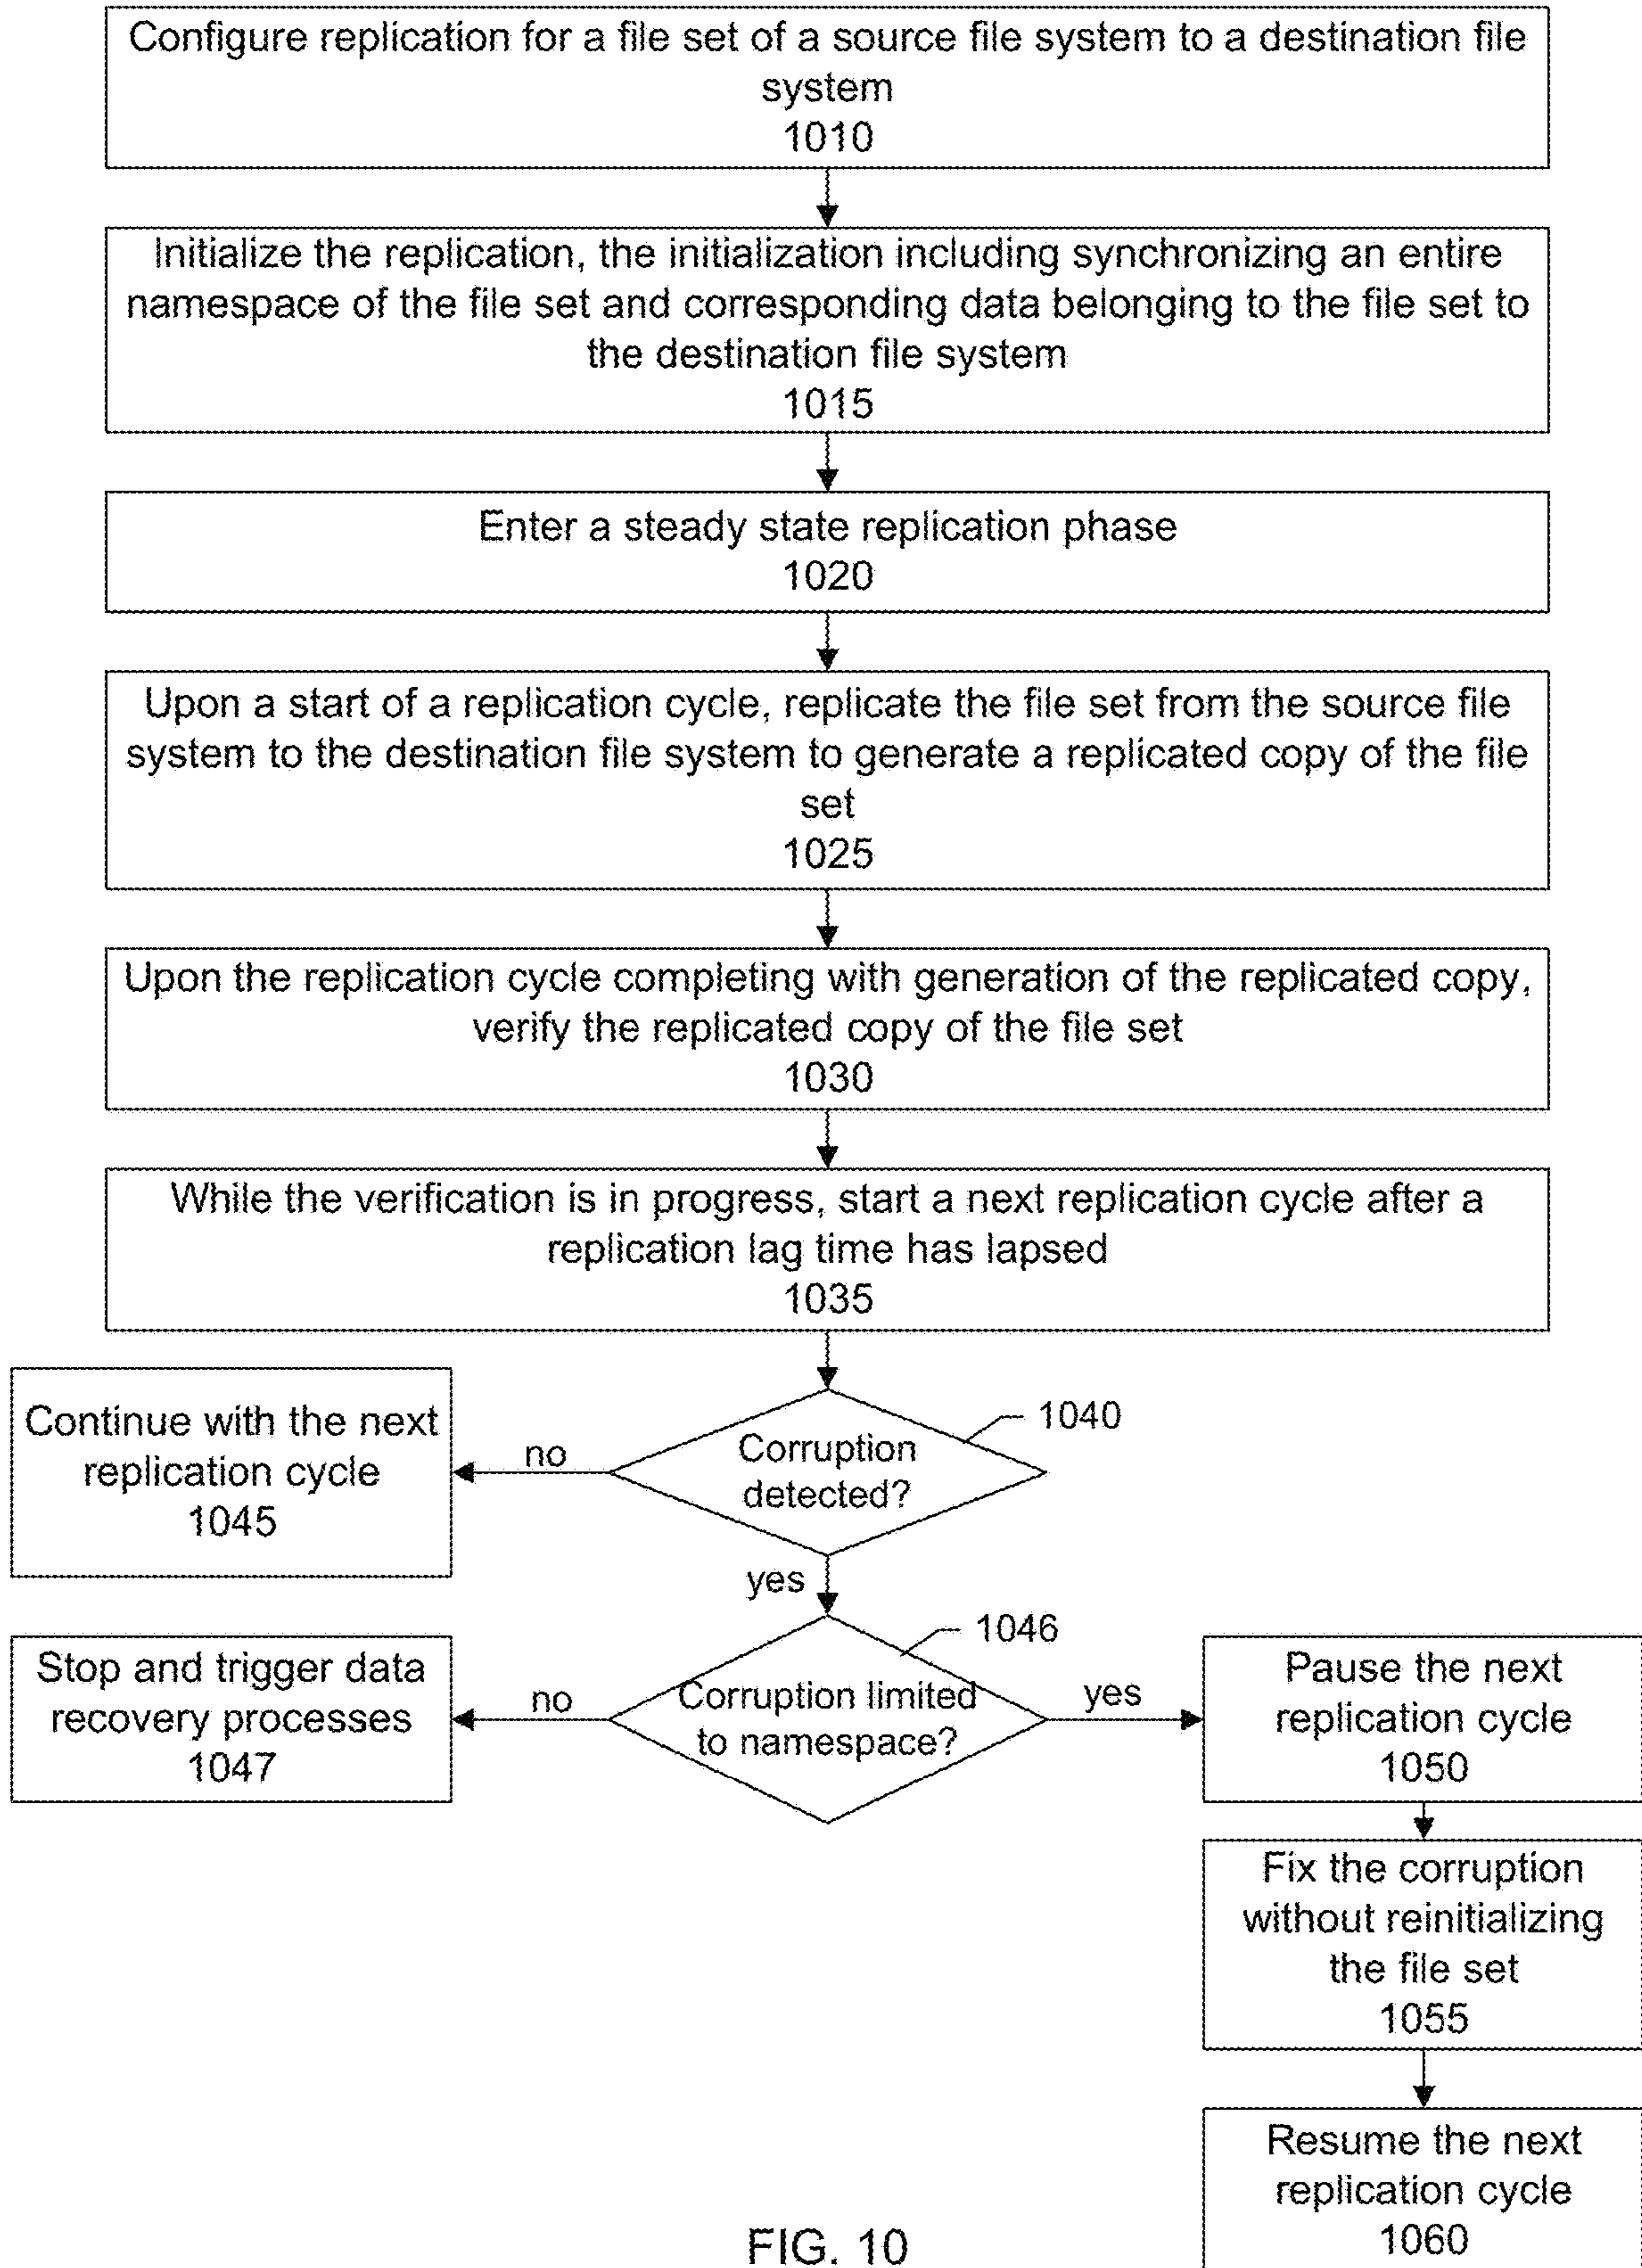 Configure replication for a file set of a source file system to a destination file
system
1010
Initialize the replication, the initialization including synchronizing an entire
namespace of the file set and corresponding data belonging to the file set to
the destination file system
1015
Enter a steady state replication phase
1020
Upon a start of a replication cycle, replicate the file set from the source file
system to the destination file system to generate a replicated copy of the file
set
1025
Upon the replication cycle completing with generation of the replicated copy,
verify the replicated copy of the file set
1030
While the verification is in progress, start a next replication cycle after a
replication lag time has lapsed
1035
Continue with the next
replication cycle
1045
no
Corruption
detected?
1040
yes
Stop and trigger data
recovery processes
1047
no
Corruption limited
to namespace?
1046
yes
Pause the next
replication cycle
1050
Fix the corruption
without reinitializing
the file set
1055
Resume the next
replication cycle
1060
FIG. 10